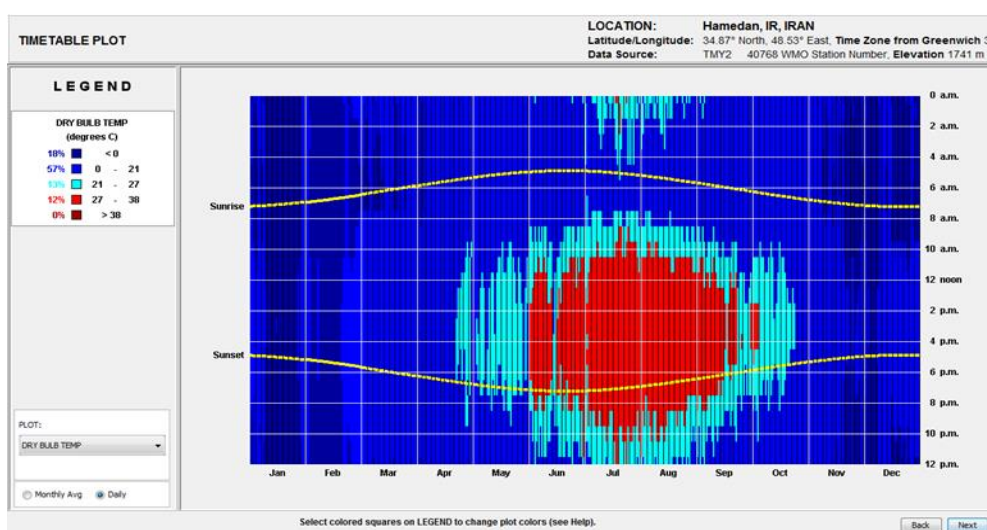 TIMETABLE PLOT
LOCATION: Hamedan, IR, IRAN
Latitude/Longitude: 34.87° North, 48.53° East, Time Zone from Greenwich 3
Data Source: TMY2 40768 WMO Station Number, Elevation 1741 m
LEGEND
DRY BULB TEMP
(degrees C)
18% < 0
57% 0 - 21
13% 21 - 27
12% 27 - 38
0% > 38
0 a.m.
2 a.m.
4 a.m.
6 a.m.
Sunrise
8 a.m.
10 a.m.
12 noon
2 p.m.
4 p.m.
Sunset
6 p.m.
8 p.m.
10 p.m.
12 p.m.
Jan Feb Mar Apr May Jun Jul Aug Sep Oct Nov Dec
PLOT:
DRY BULB TEMP
Monthly Avg Daily
Select colored squares on LEGEND to change plot colors (see Help).
Back Next